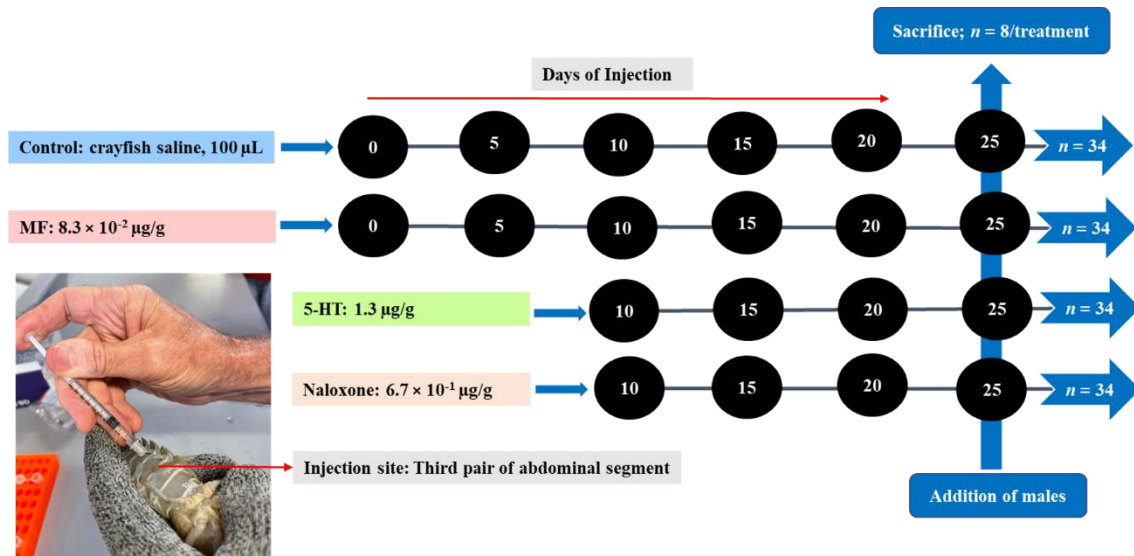 Sacrifice; n = 8/treatment
Days of Injection
Control: crayfish saline, 100 µL
0
5
10
15
20
25
n = 34
MF: 8.3 × 10⁻² µg/g
0
5
10
15
20
25
n = 34
5-HT: 1.3 µg/g
10
15
20
25
n = 34
Naloxone: 6.7 × 10⁻¹ µg/g
10
15
20
25
n = 34
Injection site: Third pair of abdominal segment
Addition of males